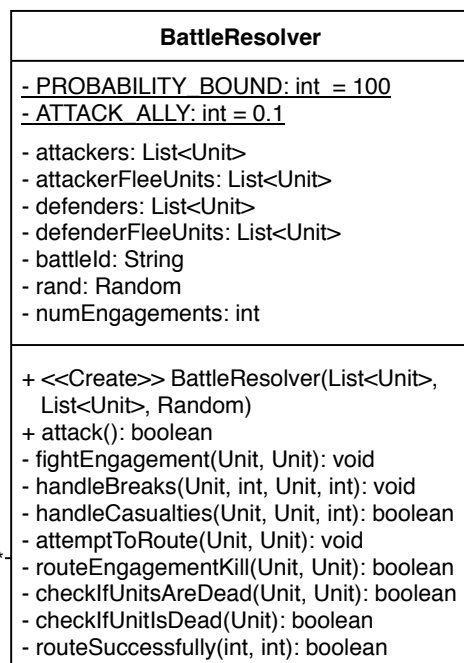 BattleResolver
- PROBABILITY_BOUND: int = 100
- ATTACK_ALLY: int = 0.1
- attackers: List<Unit>
- attackerFleeUnits: List<Unit>
- defenders: List<Unit>
- defenderFleeUnits: List<Unit>
- battleId: String
- rand: Random
- numEngagements: int
+ <<Create>> BattleResolver(List<Unit>,
List<Unit>, Random)
+ attack(): boolean
- fightEngagement(Unit, Unit): void
- handleBreaks(Unit, int, Unit, int): void
- handleCasualties(Unit, Unit, int): boolean
- attemptToRoute(Unit, Unit): void
*
- routeEngagementKill(Unit, Unit): boolean
- checkIfUnitsAreDead(Unit, Unit): boolean
- checkIfUnitIsDead(Unit): boolean
- routeSuccessfully(int, int): boolean